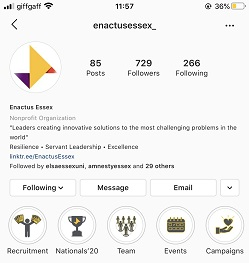 giffgaff 11:57 36%
enactusessex_
85 729 266
Posts Followers Following
Enactus Essex
Nonprofit Organization
"Leaders creating innovative solutions to the most challenging problems in the
world"
Resilience • Servant Leadership • Excellence
linktr.ee/EnactusEssex
Followed by elsaessexuni, amnestyessex and 29 others
Following Message Email
Recruitment Nationals'20 Team Events Campaigns